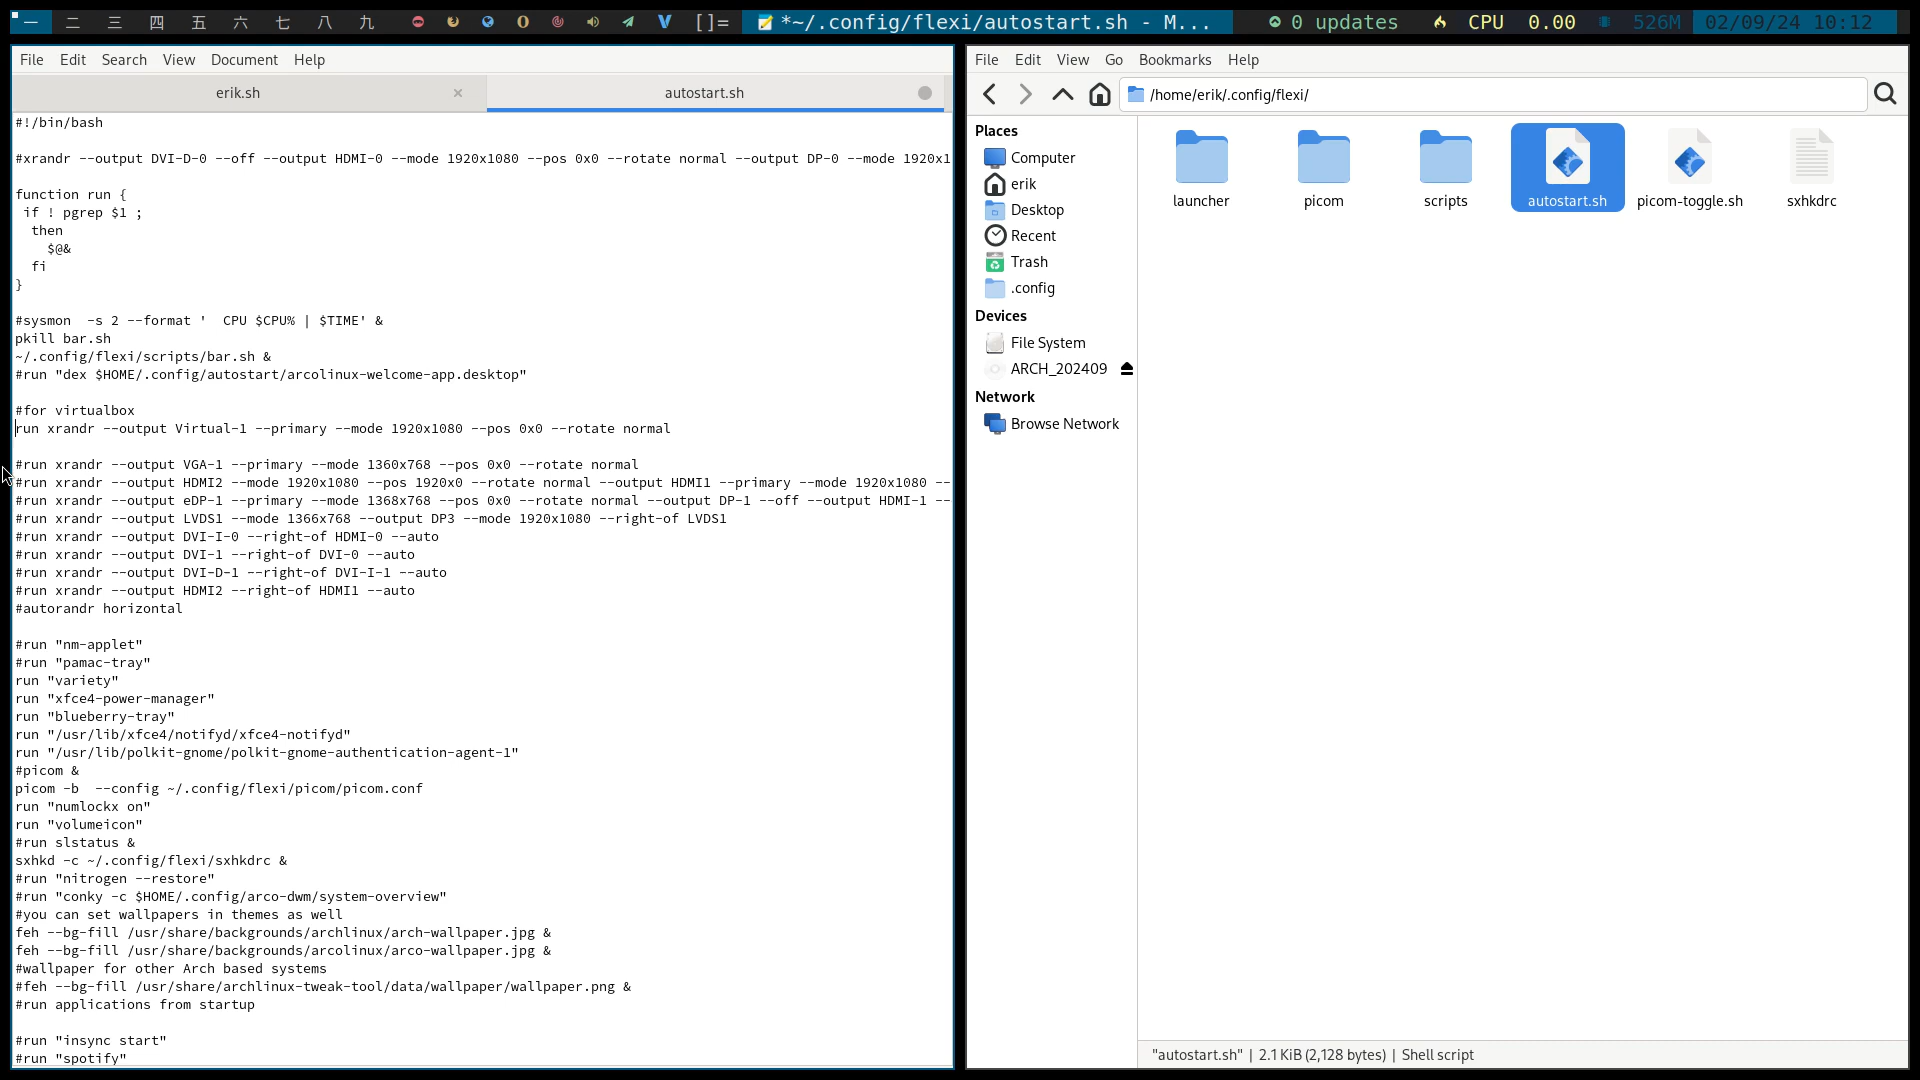 一 二 三 四 五 六 七 八 九 []= *~/.config/flexi/autostart.sh - M... 0 updates CPU 0.00 526M 02/09/24 10:12
File Edit Search View Document Help
erik.sh autostart.sh
#!/bin/bash
#xrandr --output DVI-D-0 --off --output HDMI-0 --mode 1920x1080 --pos 0x0 --rotate normal --output DP-0 --mode 1920x1
function run {
 if ! pgrep $1 ;
  then
    $@&
  fi
}
#sysmon  -s 2 --format '  CPU $CPU% | $TIME' &
pkill bar.sh
~/.config/flexi/scripts/bar.sh &
#run "dex $HOME/.config/autostart/arcolinux-welcome-app.desktop"
#for virtualbox
run xrandr --output Virtual-1 --primary --mode 1920x1080 --pos 0x0 --rotate normal
#run xrandr --output VGA-1 --primary --mode 1360x768 --pos 0x0 --rotate normal
#run xrandr --output HDMI2 --mode 1920x1080 --pos 1920x0 --rotate normal --output HDMI1 --primary --mode 1920x1080 --
#run xrandr --output eDP-1 --primary --mode 1368x768 --pos 0x0 --rotate normal --output DP-1 --off --output HDMI-1 --
#run xrandr --output LVDS1 --mode 1366x768 --output DP3 --mode 1920x1080 --right-of LVDS1
#run xrandr --output DVI-I-0 --right-of HDMI-0 --auto
#run xrandr --output DVI-1 --right-of DVI-0 --auto
#run xrandr --output DVI-D-1 --right-of DVI-I-1 --auto
#run xrandr --output HDMI2 --right-of HDMI1 --auto
#autorandr horizontal
#run "nm-applet"
#run "pamac-tray"
run "variety"
run "xfce4-power-manager"
run "blueberry-tray"
run "/usr/lib/xfce4/notifyd/xfce4-notifyd"
run "/usr/lib/polkit-gnome/polkit-gnome-authentication-agent-1"
#picom &
picom -b  --config ~/.config/flexi/picom/picom.conf
run "numlockx on"
run "volumeicon"
#run slstatus &
sxhkd -c ~/.config/flexi/sxhkdrc &
#run "nitrogen --restore"
#run "conky -c $HOME/.config/arco-dwm/system-overview"
#you can set wallpapers in themes as well
feh --bg-fill /usr/share/backgrounds/archlinux/arch-wallpaper.jpg &
feh --bg-fill /usr/share/backgrounds/arcolinux/arco-wallpaper.jpg &
#wallpaper for other Arch based systems
#feh --bg-fill /usr/share/archlinux-tweak-tool/data/wallpaper/wallpaper.png &
#run applications from startup
#run "insync start"
#run "spotify"
File Edit View Go Bookmarks Help
/home/erik/.config/flexi/
Places
Computer
erik
Desktop
Recent
Trash
.config
Devices
File System
ARCH_202409
Network
Browse Network
launcher picom scripts autostart.sh picom-toggle.sh sxhkdrc
"autostart.sh" | 2.1 KiB (2,128 bytes) | Shell script